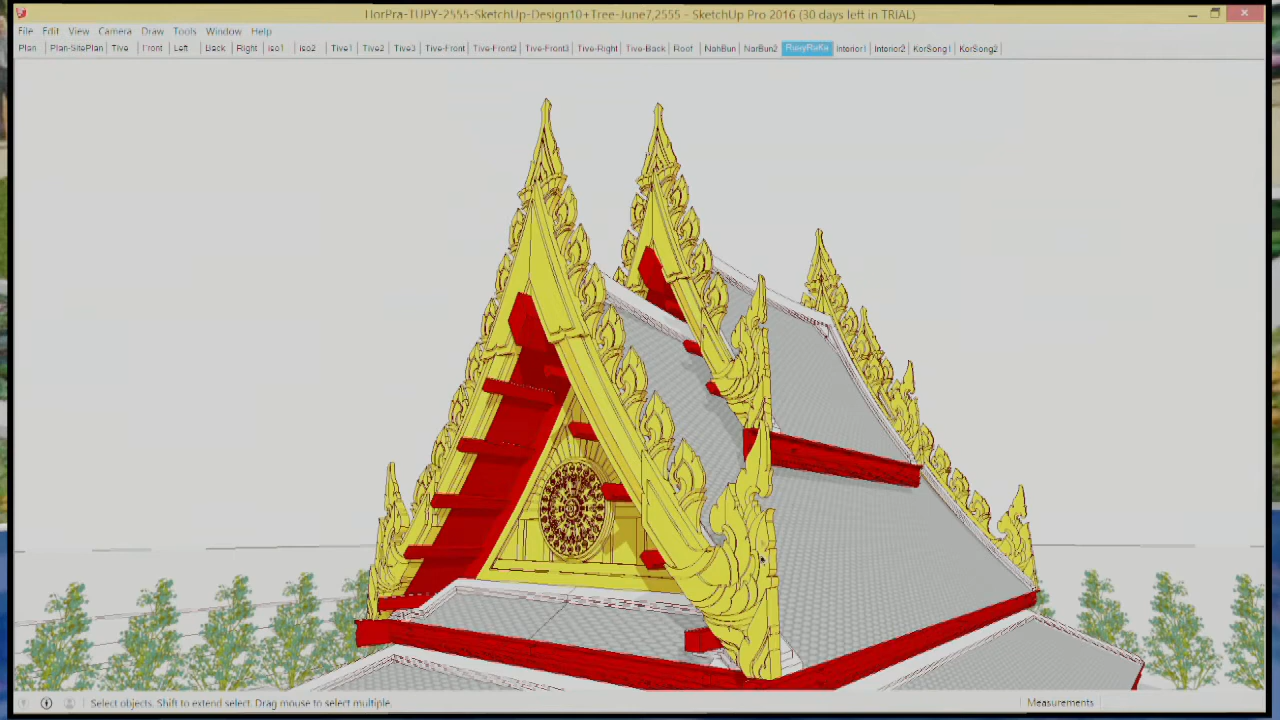 HorPra-TUPY-2555-SketchUp-Design10+Tree-June7,2555 - SketchUp Pro 2016 (30 days left in TRIAL)
File Edit View Camera Draw Tools Window Help
Plan Plan-SitePlan Tive Front Left Back Right Iso1 Iso2 Tive1 Tive2 Tive3 Tive-Front Tive-Front2 Tive-Front3 Tive-Right Tive-Back Roof NahBun NarBun2 RuayRaKa Interior1 Interior2 KorSong1 KorSong2
Select objects. Shift to extend select. Drag mouse to select multiple. Measurements